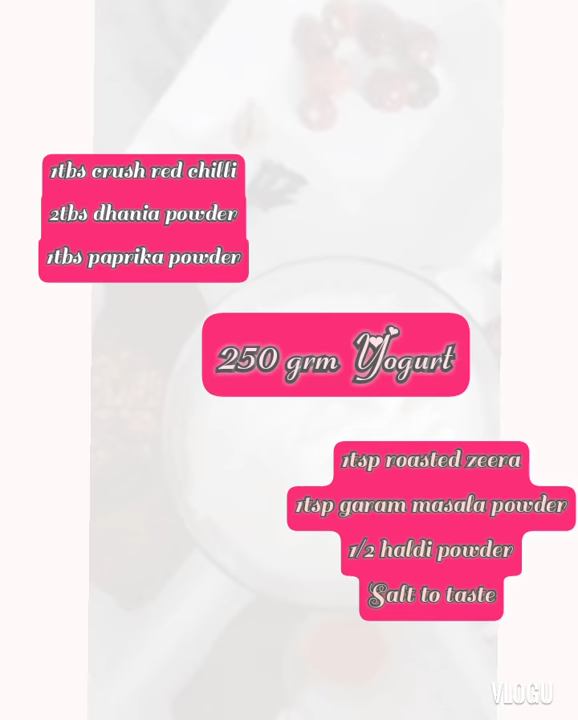 1tbs crush red chilli
2tbs dhania powder
1tbs paprika powder
250 grm Yogurt
1tsp roasted zeera
1tsp garam masala powder
1/2 haldi powder
Salt to taste
VLOGU